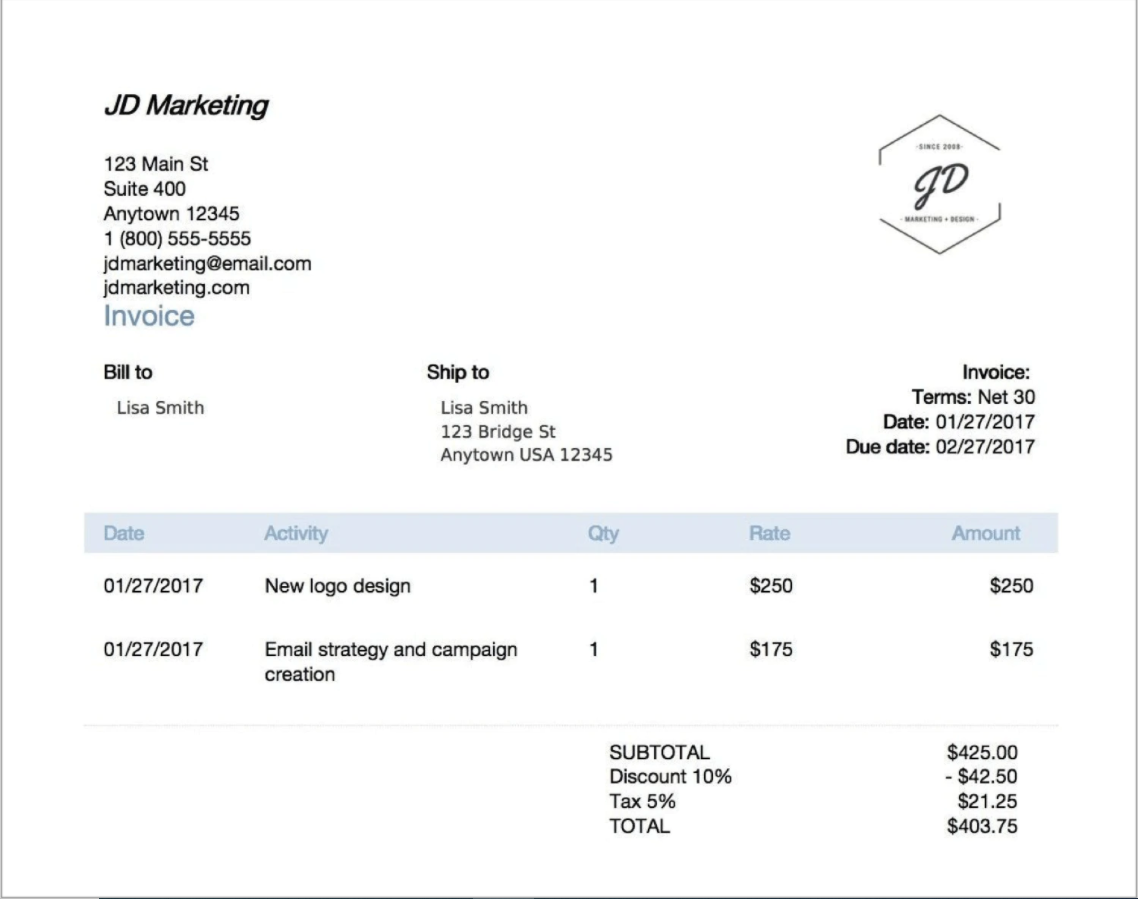 JD Marketing
·SINCE 2008·
JD
· MARKETING + DESIGN ·
123 Main St
Suite 400
Anytown 12345
1 (800) 555-5555
jdmarketing@email.com
jdmarketing.com
Invoice
Bill to
Lisa Smith
Ship to
Lisa Smith
123 Bridge St
Anytown USA 12345
Invoice:
Terms: Net 30
Date: 01/27/2017
Due date: 02/27/2017
Date Activity Qty Rate Amount
01/27/2017 New logo design 1 $250 $250
01/27/2017 Email strategy and campaign 1 $175 $175
creation
SUBTOTAL $425.00
Discount 10% - $42.50
Tax 5% $21.25
TOTAL $403.75